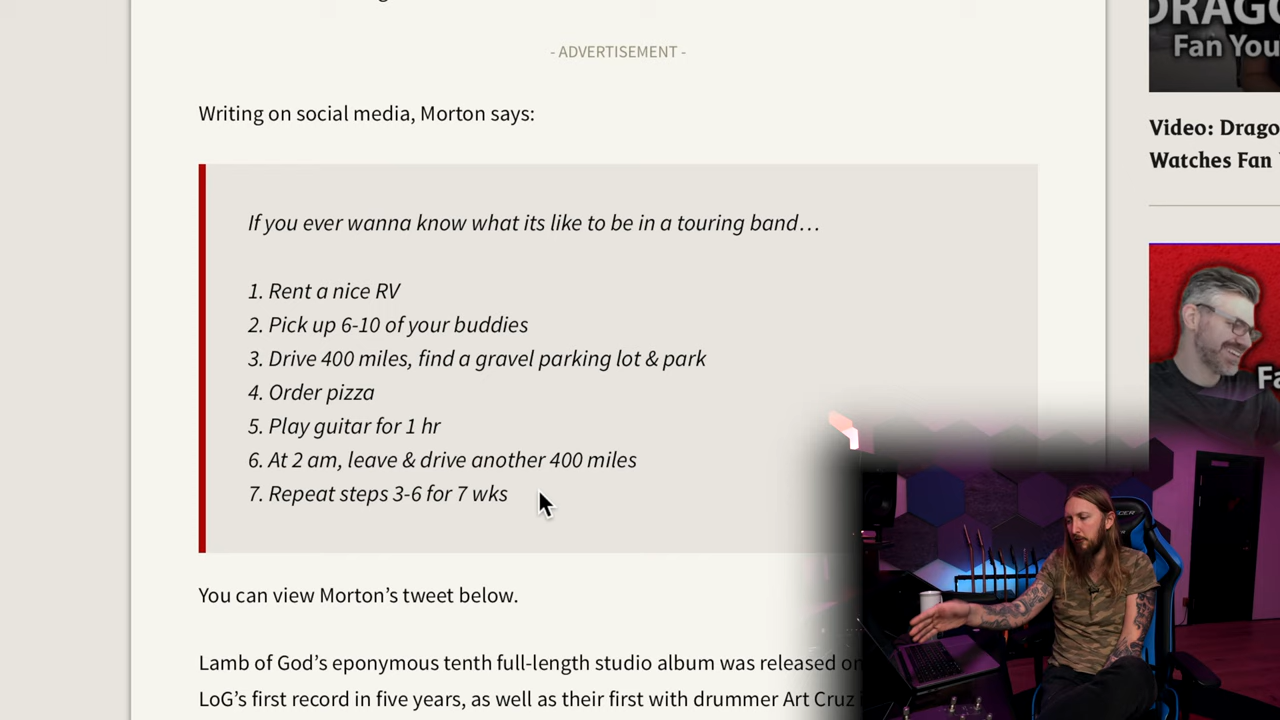 DRAGO
Fan You
- ADVERTISEMENT -
Writing on social media, Morton says:
Video: Drago
Watches Fan
If you ever wanna know what its like to be in a touring band…
1. Rent a nice RV
2. Pick up 6-10 of your buddies
3. Drive 400 miles, find a gravel parking lot & park
4. Order pizza
5. Play guitar for 1 hr
6. At 2 am, leave & drive another 400 miles
7. Repeat steps 3-6 for 7 wks
Fa
You can view Morton’s tweet below.
Lamb of God’s eponymous tenth full-length studio album was released on
LoG’s first record in five years, as well as their first with drummer Art Cruz